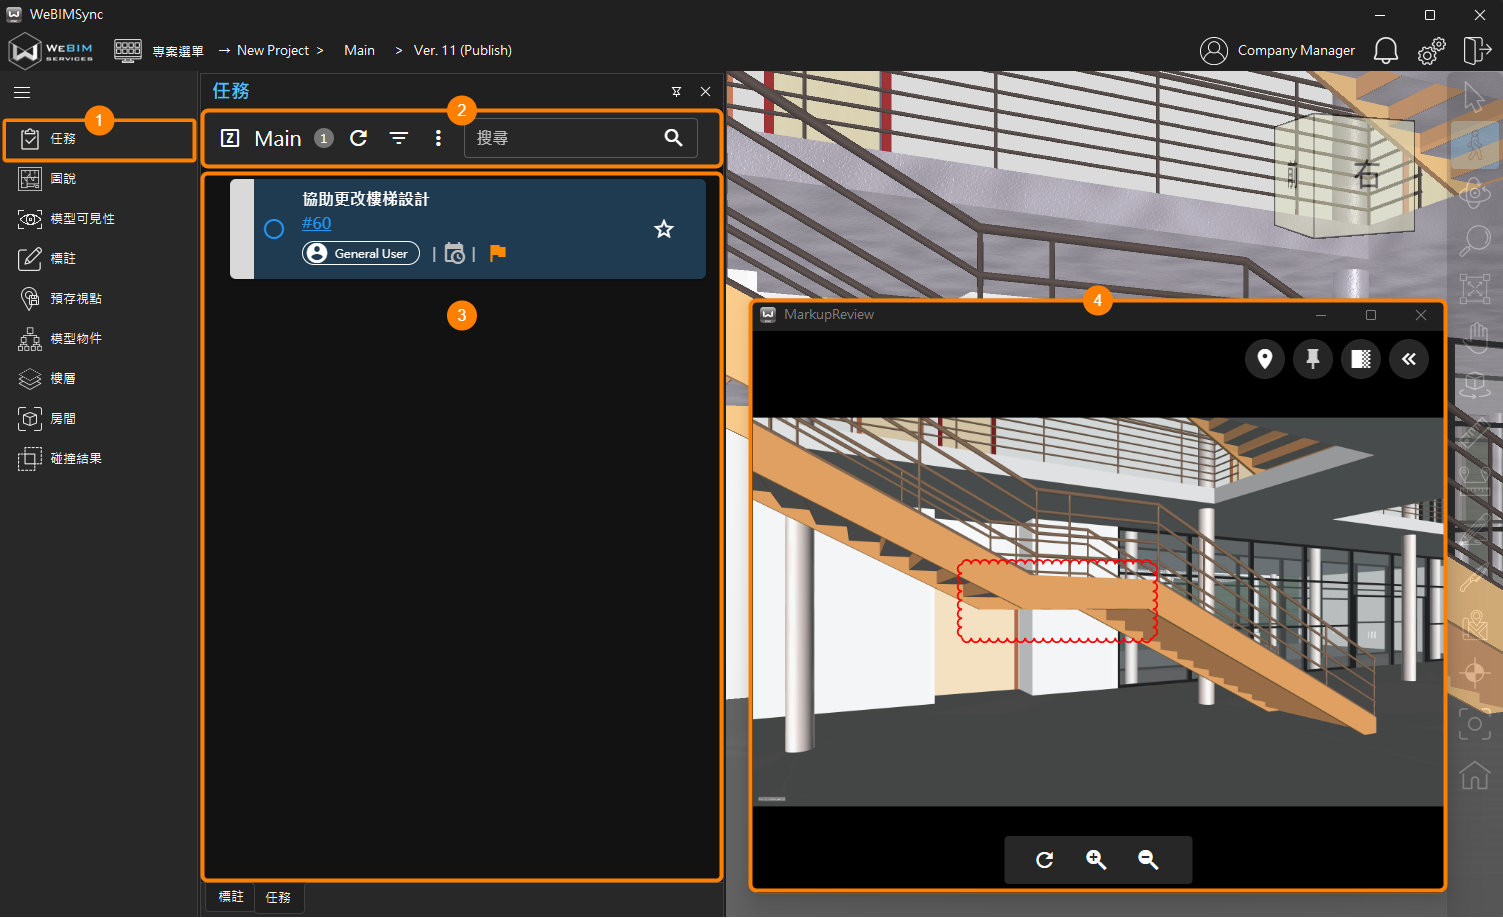 WeBIMSync
WeBIM
SERVICES
專案選單 → New Project > Main > Ver. 11 (Publish)
Company Manager
任務
1
任務
圖說
模型可見性
標註
預存視點
模型物件
樓層
房間
碰撞結果
2
Main 1 搜尋
協助更改樓梯設計
#60
General User
3
標註 任務
前 右
4
MarkupReview